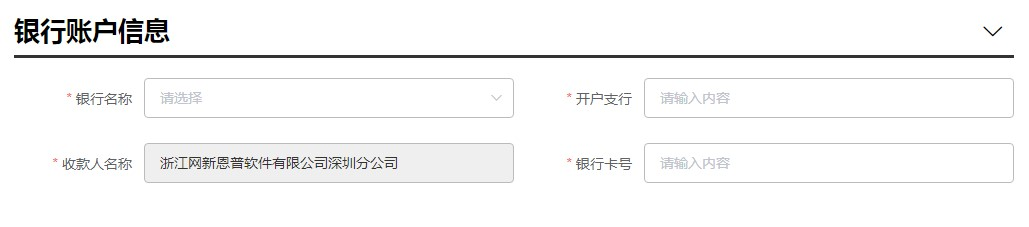 银行账户信息
* 银行名称 请选择 * 开户支行 请输入内容
* 收款人名称 浙江网新恩普软件有限公司深圳分公司 * 银行卡号 请输入内容